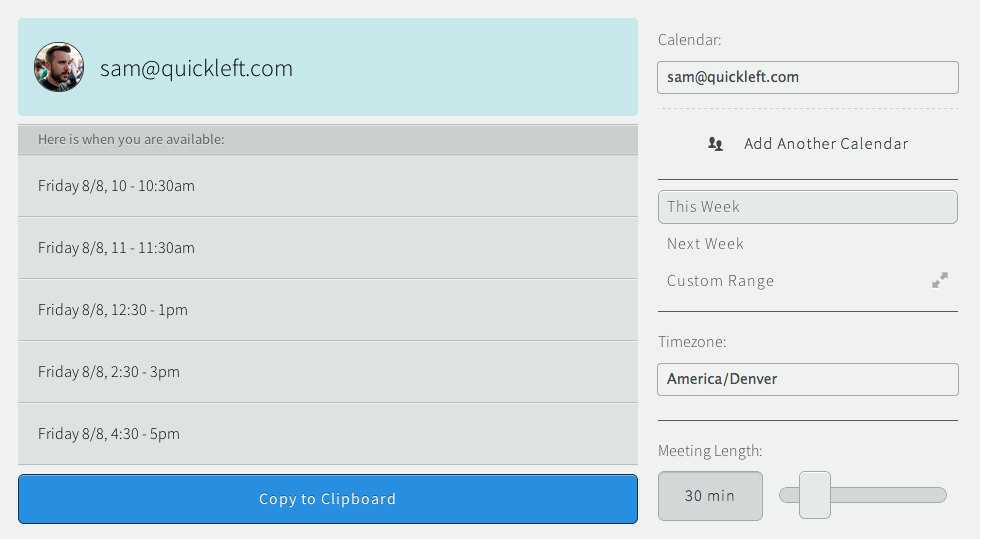 sam@quickleft.com
Here is when you are available:
Friday 8/8, 10 - 10:30am
Friday 8/8, 11 - 11:30am
Friday 8/8, 12:30 - 1pm
Friday 8/8, 2:30 - 3pm
Friday 8/8, 4:30 - 5pm
Copy to Clipboard
Calendar:
sam@quickleft.com
Add Another Calendar
This Week
Next Week
Custom Range
Timezone:
America/Denver
Meeting Length:
30 min